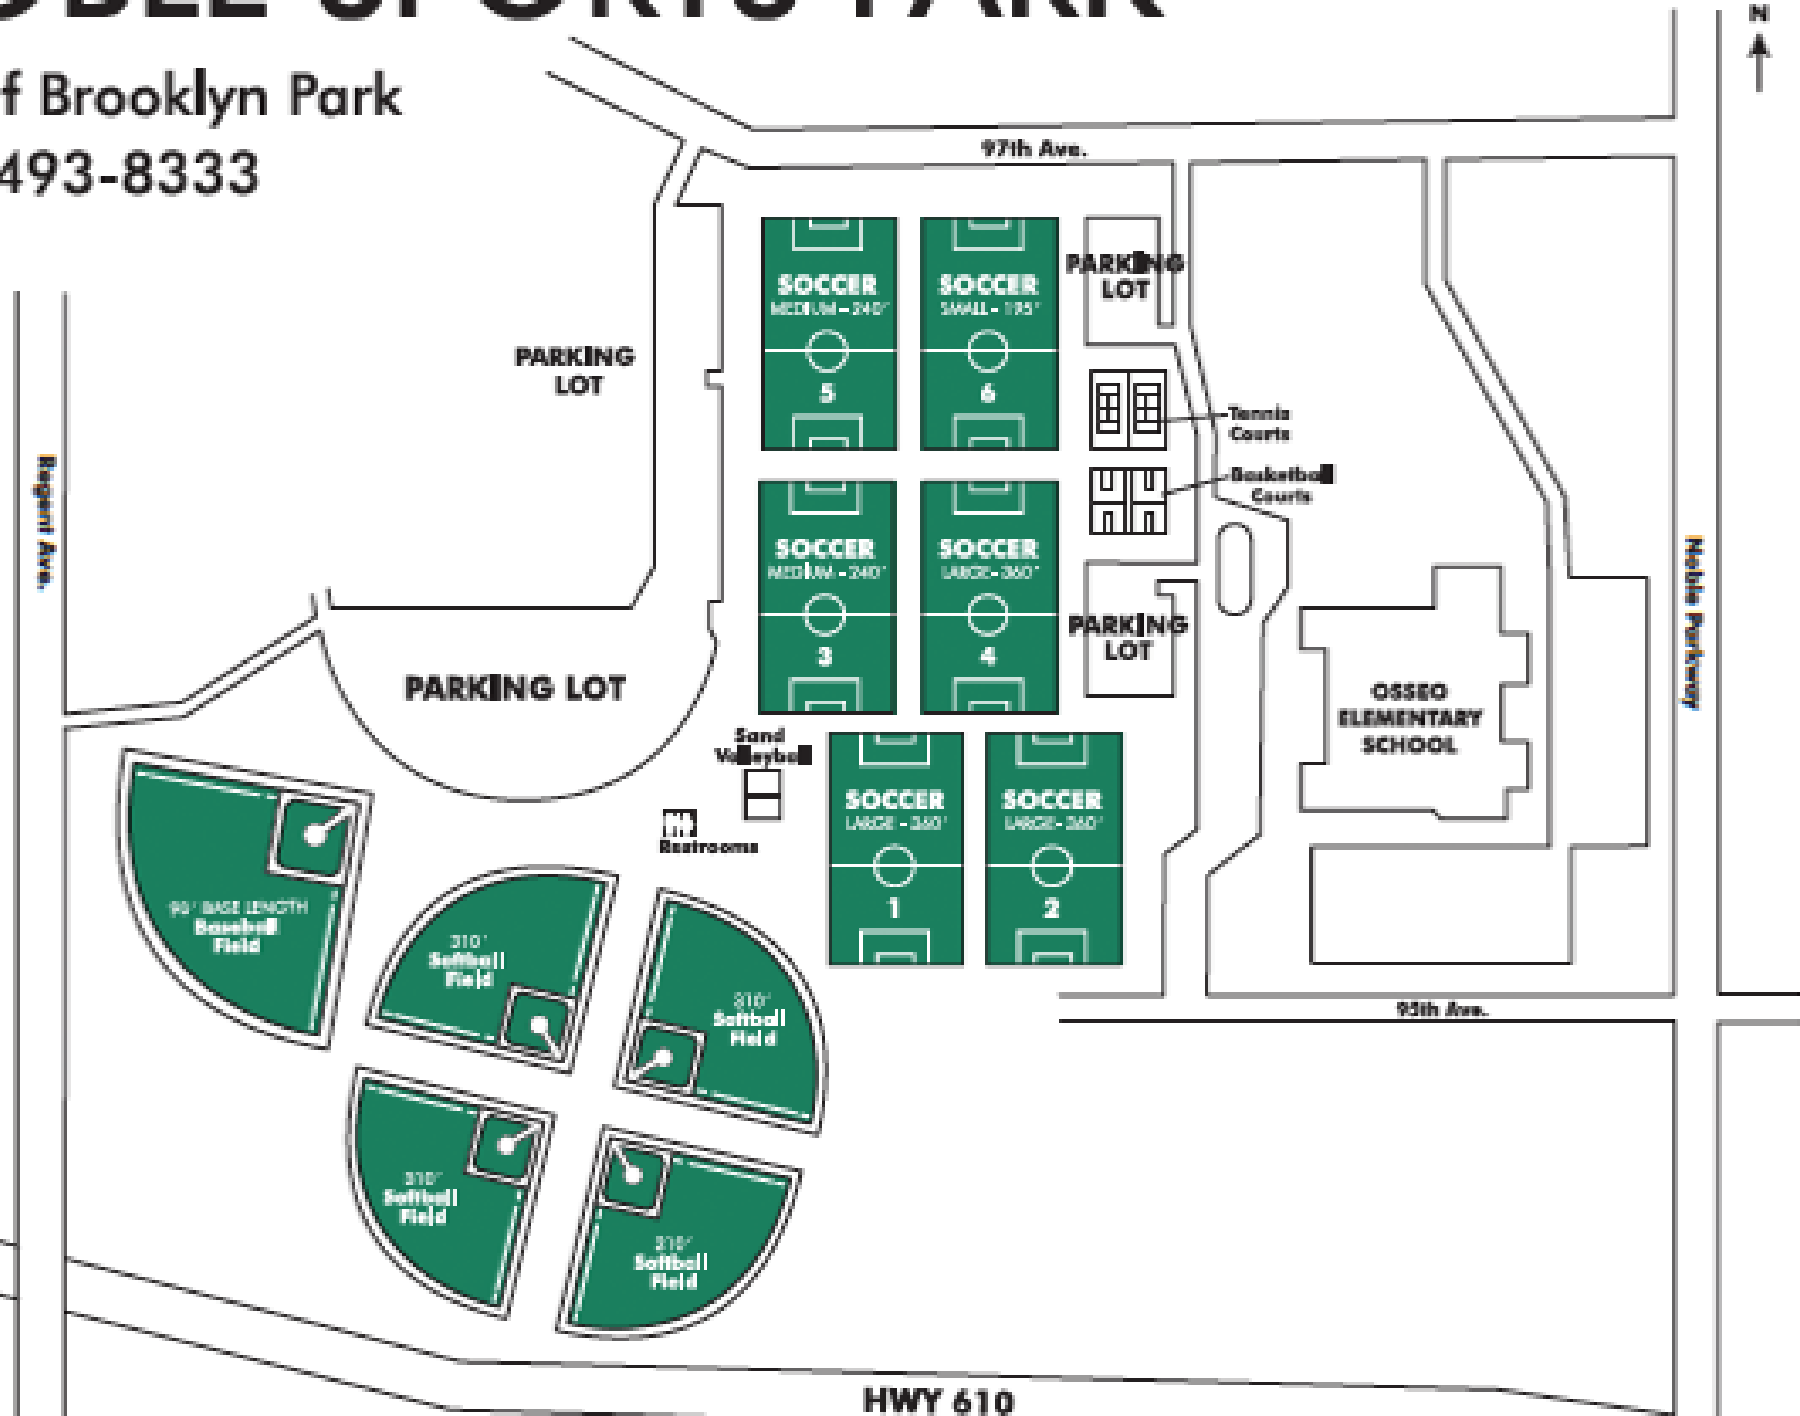 OBLE SPORTS PARK
N
f Brooklyn Park
493-8333
97th Ave.
SOCCER
MEDIUM - 240'
5
SOCCER
SMALL - 195'
6
PARKING
LOT
PARKING
LOT
Tennis
Courts
Basketball
Courts
Regent Ave.
SOCCER
MEDIUM - 240'
3
SOCCER
LARGE - 360'
4
PARKING
LOT
Noble Parkway
PARKING LOT
OSSEO
ELEMENTARY
SCHOOL
Sand
Volleyball
SOCCER
LARGE - 360'
1
SOCCER
LARGE - 360'
2
Restrooms
90' BASE LENGTH
Baseball
Field
310'
Softball
Field
310'
Softball
Field
95th Ave.
310'
Softball
Field
310'
Softball
Field
HWY 610